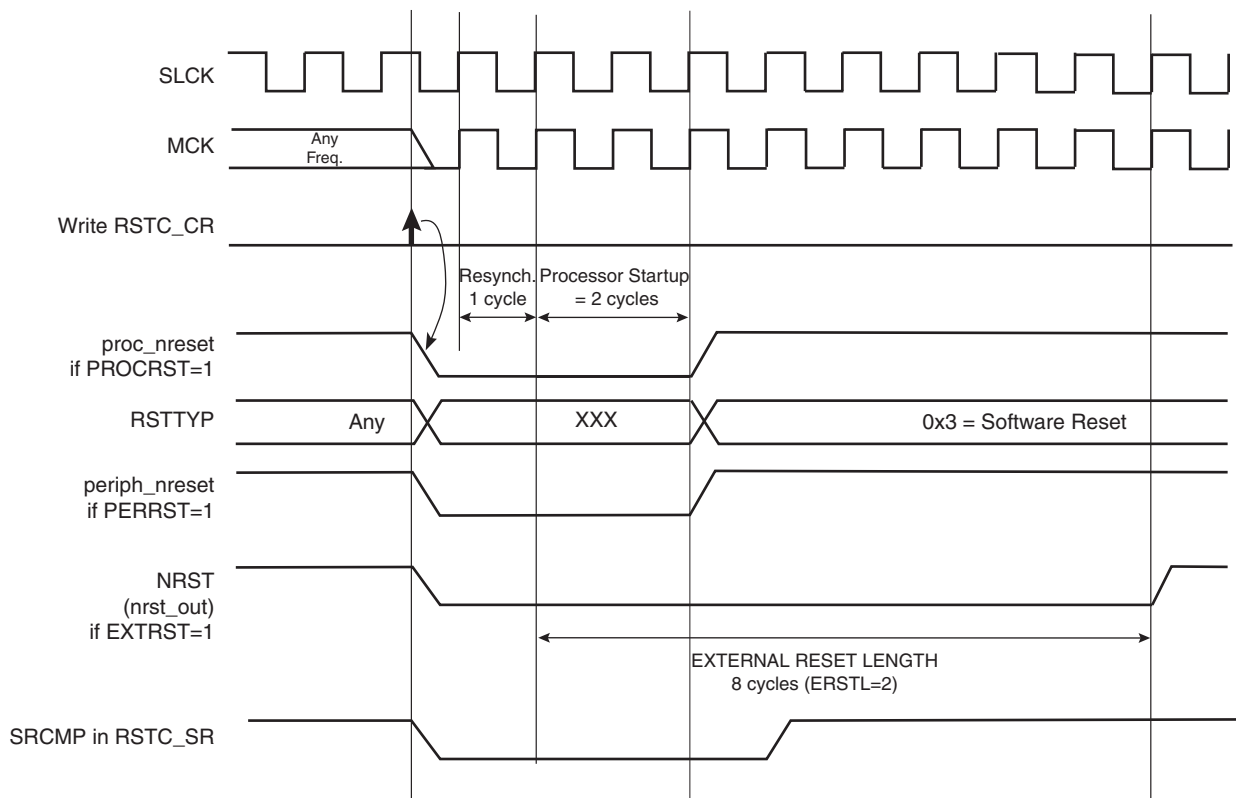 SLCK
MCK
Any
Freq.
Write RSTC_CR
Resynch.
1 cycle
Processor Startup
= 2 cycles
proc_nreset
if PROCRST=1
RSTTYP
Any
XXX
0x3 = Software Reset
periph_nreset
if PERRST=1
NRST
(nrst_out)
if EXTRST=1
EXTERNAL RESET LENGTH
8 cycles (ERSTL=2)
SRCMP in RSTC_SR